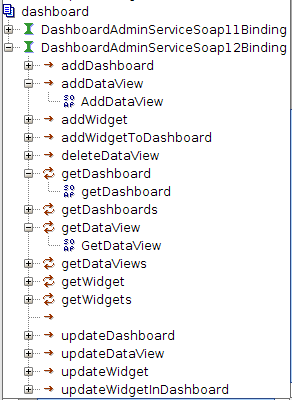 dashboard
DashboardAdminServiceSoap11Binding
DashboardAdminServiceSoap12Binding
addDashboard
addDataView
AddDataView
addWidget
addWidgetToDashboard
deleteDataView
getDashboard
getDashboard
getDashboards
getDataView
GetDataView
getDataViews
getWidget
getWidgets
updateDashboard
updateDataView
updateWidget
updateWidgetInDashboard